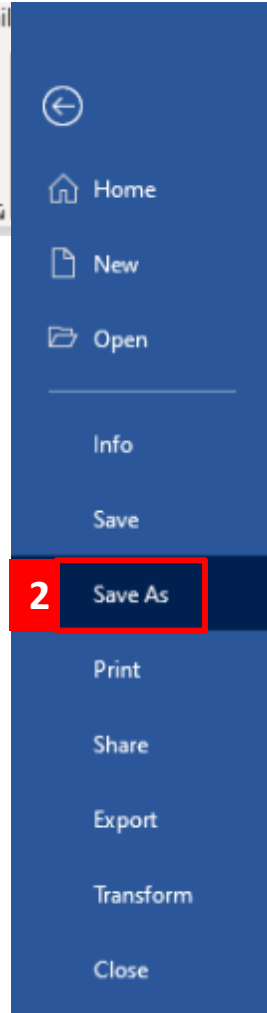 Home
New
Open
Info
Save
2 Save As
Print
Share
Export
Transform
Close